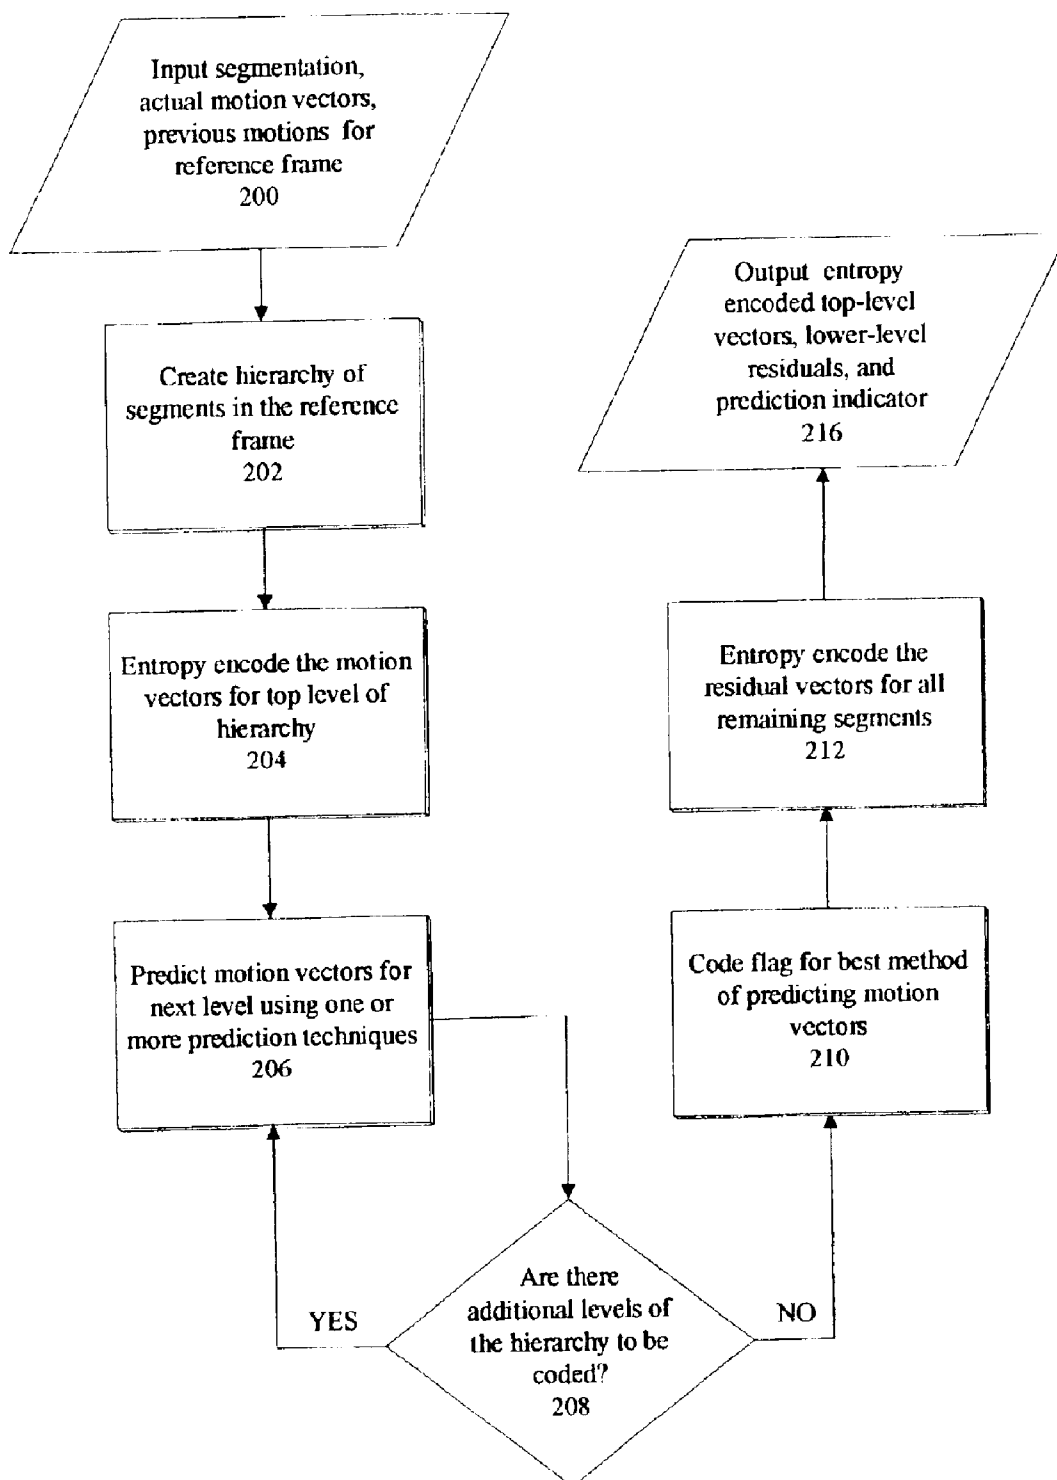 Input segmentation,
actual motion vectors,
previous motions for
reference frame
200
Create hierarchy of
segments in the reference
frame
202
Entropy encode the motion
vectors for top level of
hierarchy
204
Predict motion vectors for
next level using one or
more prediction techniques
206
Are there
additional levels of
the hierarchy to be
coded?
208
YES
NO
Code flag for best method
of predicting motion
vectors
210
Entropy encode the
residual vectors for all
remaining segments
212
Output entropy
encoded top-level
vectors, lower-level
residuals, and
prediction indicator
216